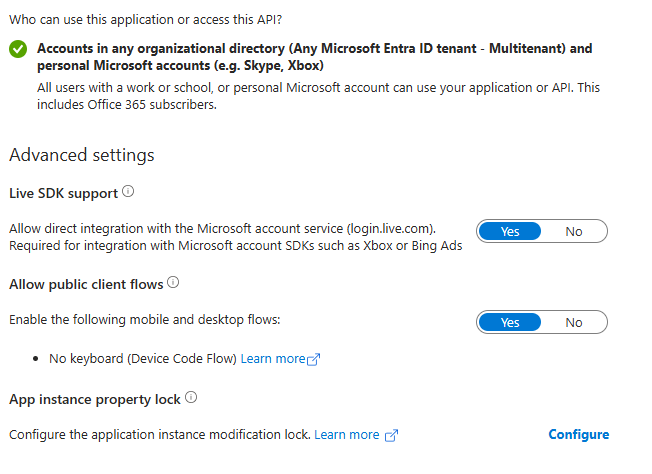 Who can use this application or access this API?
Accounts in any organizational directory (Any Microsoft Entra ID tenant - Multitenant) and
personal Microsoft accounts (e.g. Skype, Xbox)
All users with a work or school, or personal Microsoft account can use your application or API. This
includes Office 365 subscribers.
Advanced settings
Live SDK support
Allow direct integration with the Microsoft account service (login.live.com).
Required for integration with Microsoft account SDKs such as Xbox or Bing Ads
Yes No
Allow public client flows
Enable the following mobile and desktop flows:
Yes No
• No keyboard (Device Code Flow) Learn more
App instance property lock
Configure the application instance modification lock. Learn more
Configure